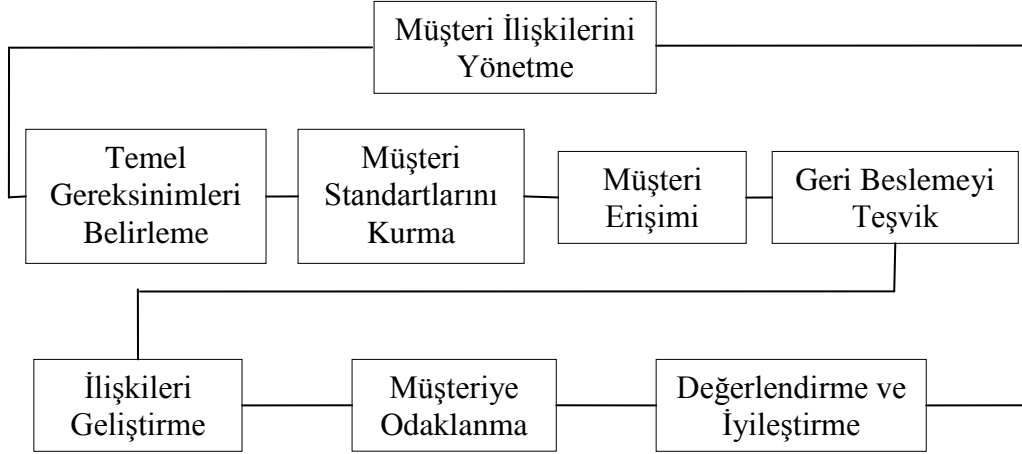 Müşteri İlişkilerini
Yönetme
Temel
Gereksinimleri
Belirleme
Müşteri
Standartlarını
Kurma
Müşteri
Erişimi
Geri Beslemeyi
Teşvik
İlişkileri
Geliştirme
Müşteriye
Odaklanma
Değerlendirme ve
İyileştirme